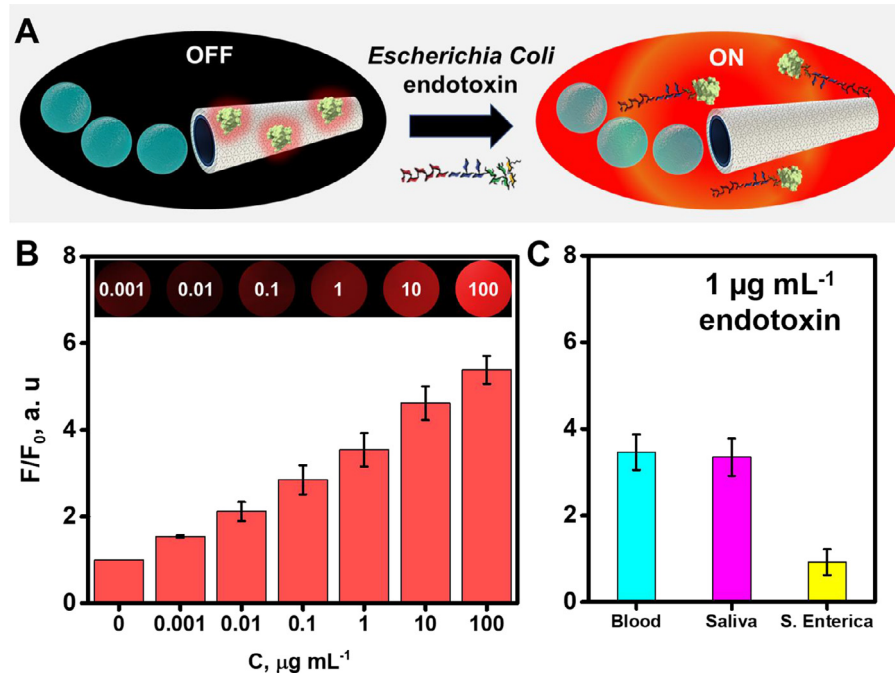 A
OFF
Escherichia Coli
endotoxin
ON
B
8
6
4
2
0
F/F₀, a. u
0.001 0.01 0.1 1 10 100
0 0.001 0.01 0.1 1 10 100
C, µg mL⁻¹
C
8
6
4
2
0
1 µg mL⁻¹
endotoxin
Blood Saliva S. Enterica